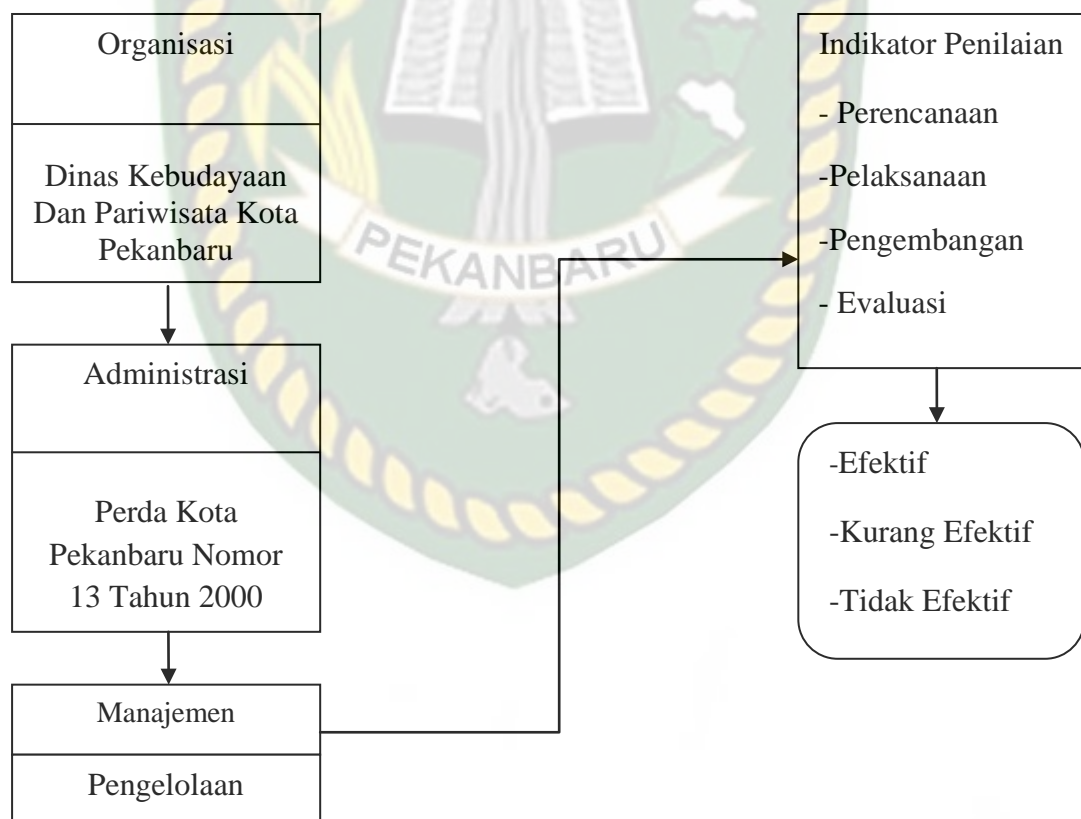 Organisasi
Dinas Kebudayaan
Dan Pariwisata Kota
Pekanbaru
Administrasi
Perda Kota
Pekanbaru Nomor
13 Tahun 2000
Manajemen
Pengelolaan
Indikator Penilaian
- Perencanaan
-Pelaksanaan
-Pengembangan
- Evaluasi
-Efektif
-Kurang Efektif
-Tidak Efektif
PEKANBARU